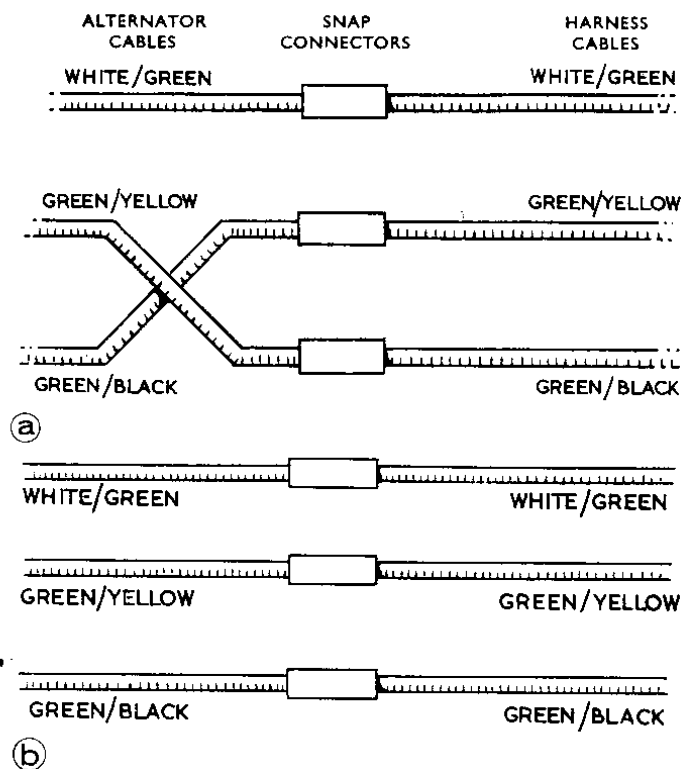 ALTERNATOR CABLES
SNAP CONNECTORS
HARNESS CABLES
WHITE/GREEN WHITE/GREEN
GREEN/YELLOW GREEN/YELLOW
GREEN/BLACK GREEN/BLACK
a
WHITE/GREEN WHITE/GREEN
GREEN/YELLOW GREEN/YELLOW
GREEN/BLACK GREEN/BLACK
b